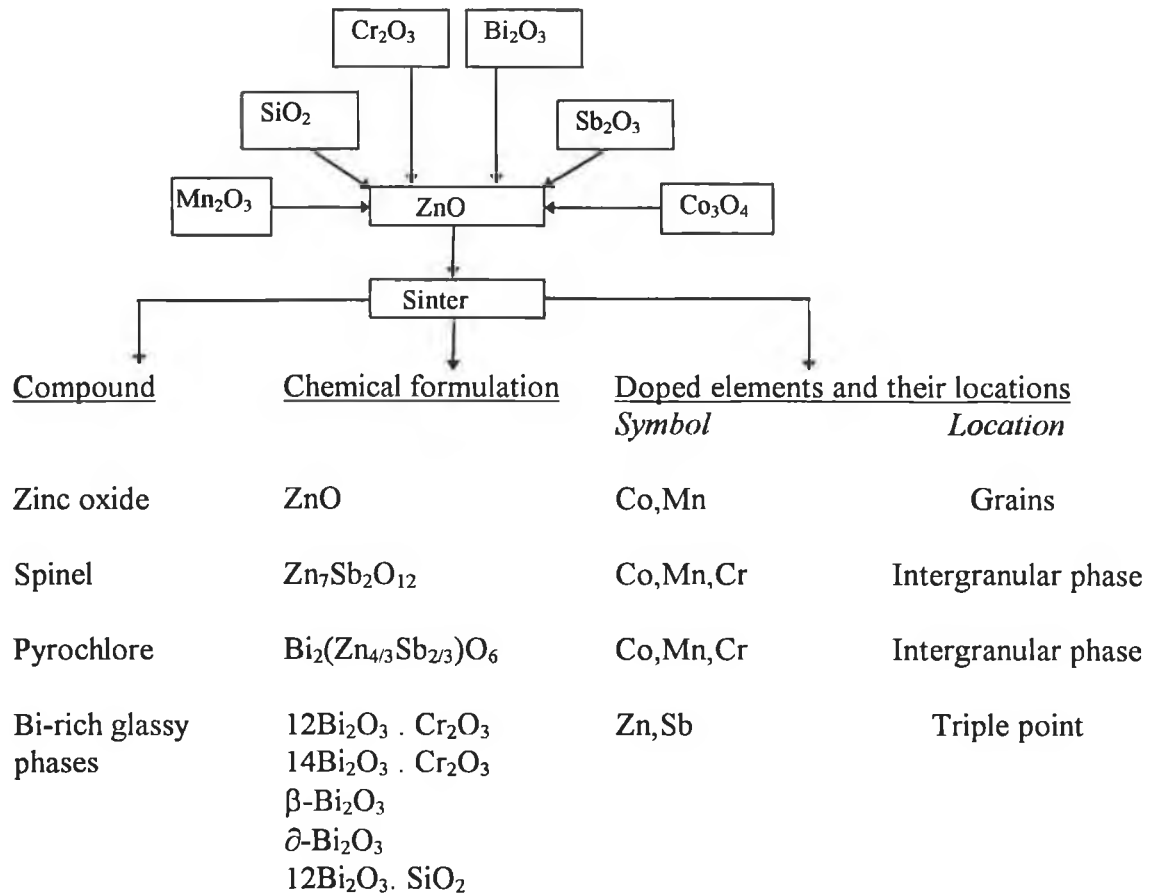 Cr₂O₃ Bi₂O₃
SiO₂ Sb₂O₃
Mn₂O₃ ZnO Co₃O₄
Sinter
Compound Chemical formulation Doped elements and their locations
Symbol Location
Zinc oxide ZnO Co,Mn Grains
Spinel Zn₇Sb₂O₁₂ Co,Mn,Cr Intergranular phase
Pyrochlore Bi₂(Zn₄/₃Sb₂/₃)O₆ Co,Mn,Cr Intergranular phase
Bi-rich glassy 12Bi₂O₃ . Cr₂O₃ Zn,Sb Triple point
phases 14Bi₂O₃ . Cr₂O₃
β-Bi₂O₃
∂-Bi₂O₃
12Bi₂O₃. SiO₂